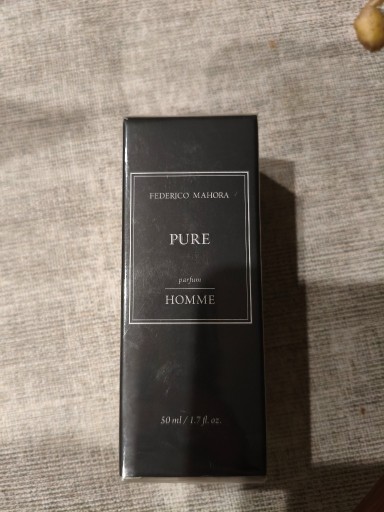 FEDERICO MAHORA
PURE
parfum
HOMME
50 ml / 1.7 fl. oz.